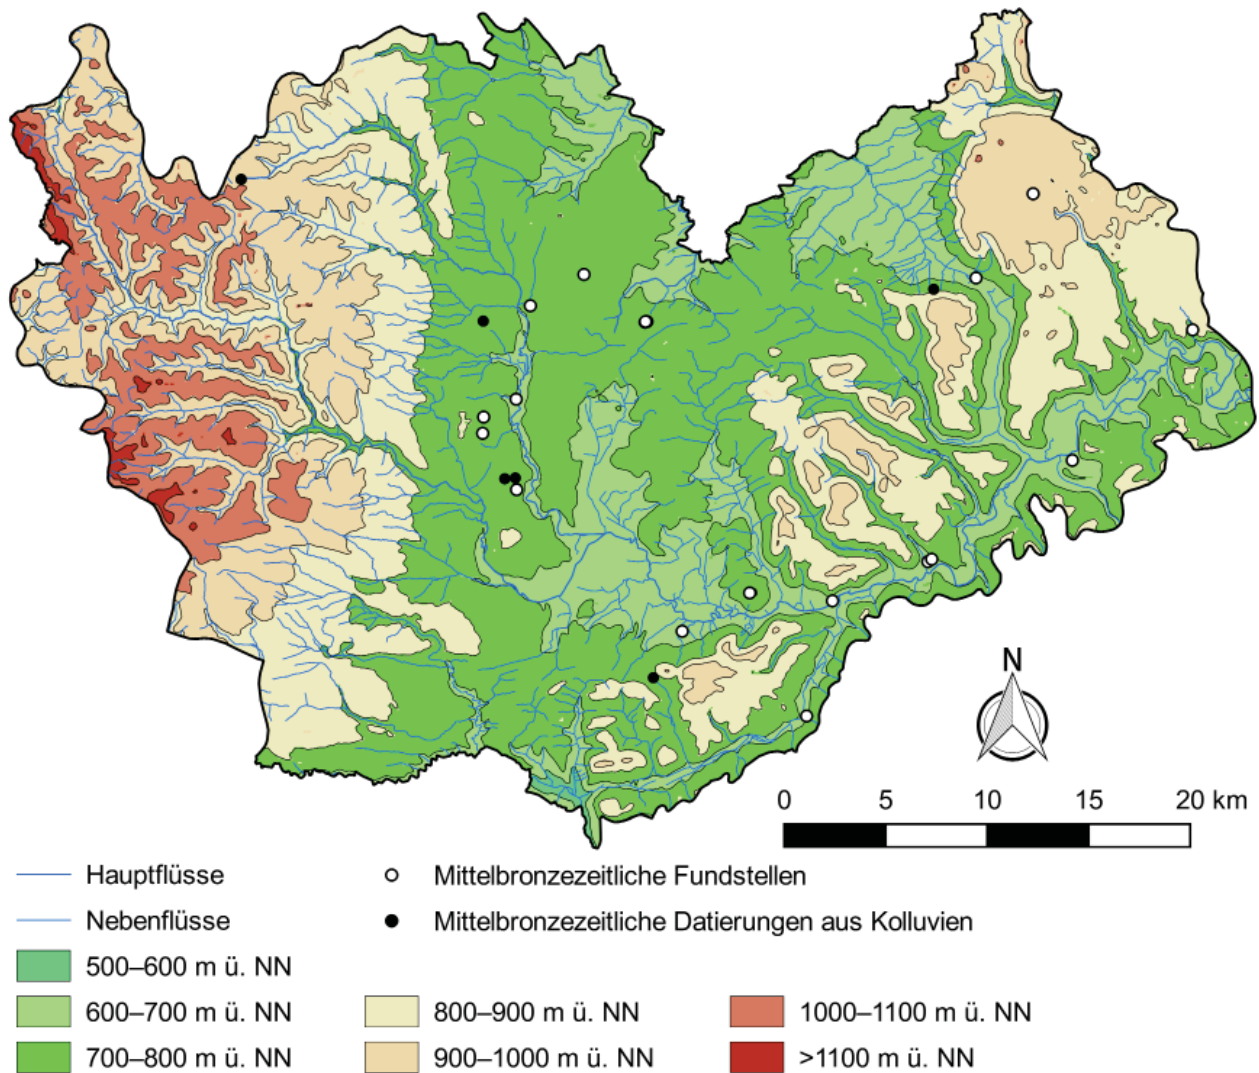 N
0 5 10 15 20 km
Hauptflüsse
Mittelbronzezeitliche Fundstellen
Nebenflüsse
Mittelbronzezeitliche Datierungen aus Kolluvien
500–600 m ü. NN
600–700 m ü. NN
800–900 m ü. NN
1000–1100 m ü. NN
700–800 m ü. NN
900–1000 m ü. NN
>1100 m ü. NN